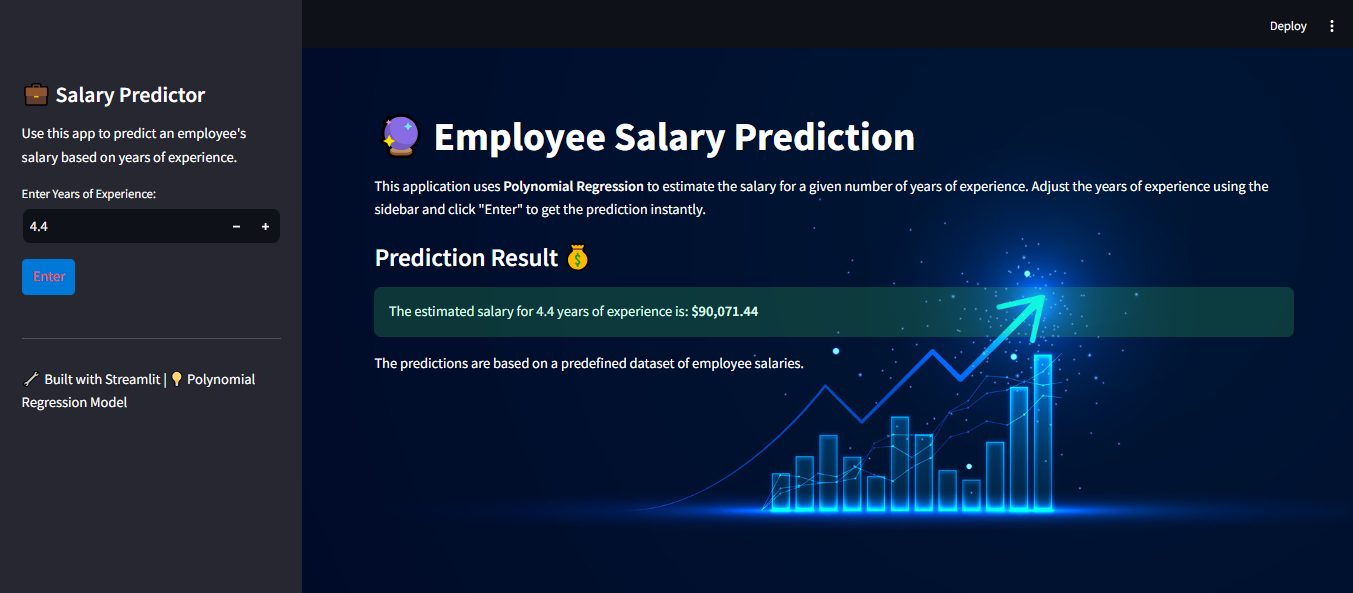 Deploy
Salary Predictor
Use this app to predict an employee's
salary based on years of experience.
Enter Years of Experience:
4.4 − +
Enter
Built with Streamlit | Polynomial
Regression Model
Employee Salary Prediction
This application uses Polynomial Regression to estimate the salary for a given number of years of experience. Adjust the years of experience using the
sidebar and click "Enter" to get the prediction instantly.
Prediction Result
The estimated salary for 4.4 years of experience is: $90,071.44
The predictions are based on a predefined dataset of employee salaries.